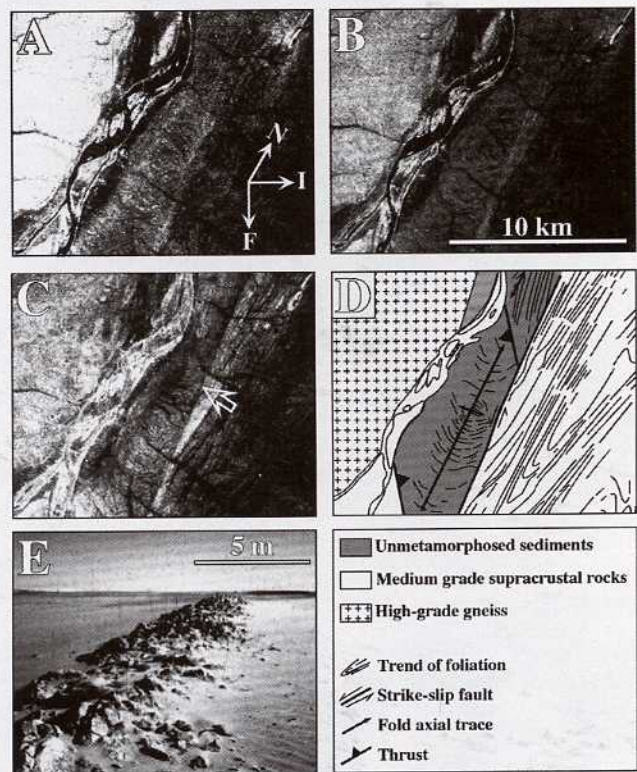 A
N
I
F
B
10 km
C
D
E
5 m
Unmetamorphosed sediments
Medium grade supracrustal rocks
High-grade gneiss
Trend of foliation
Strike-slip fault
Fold axial trace
Thrust